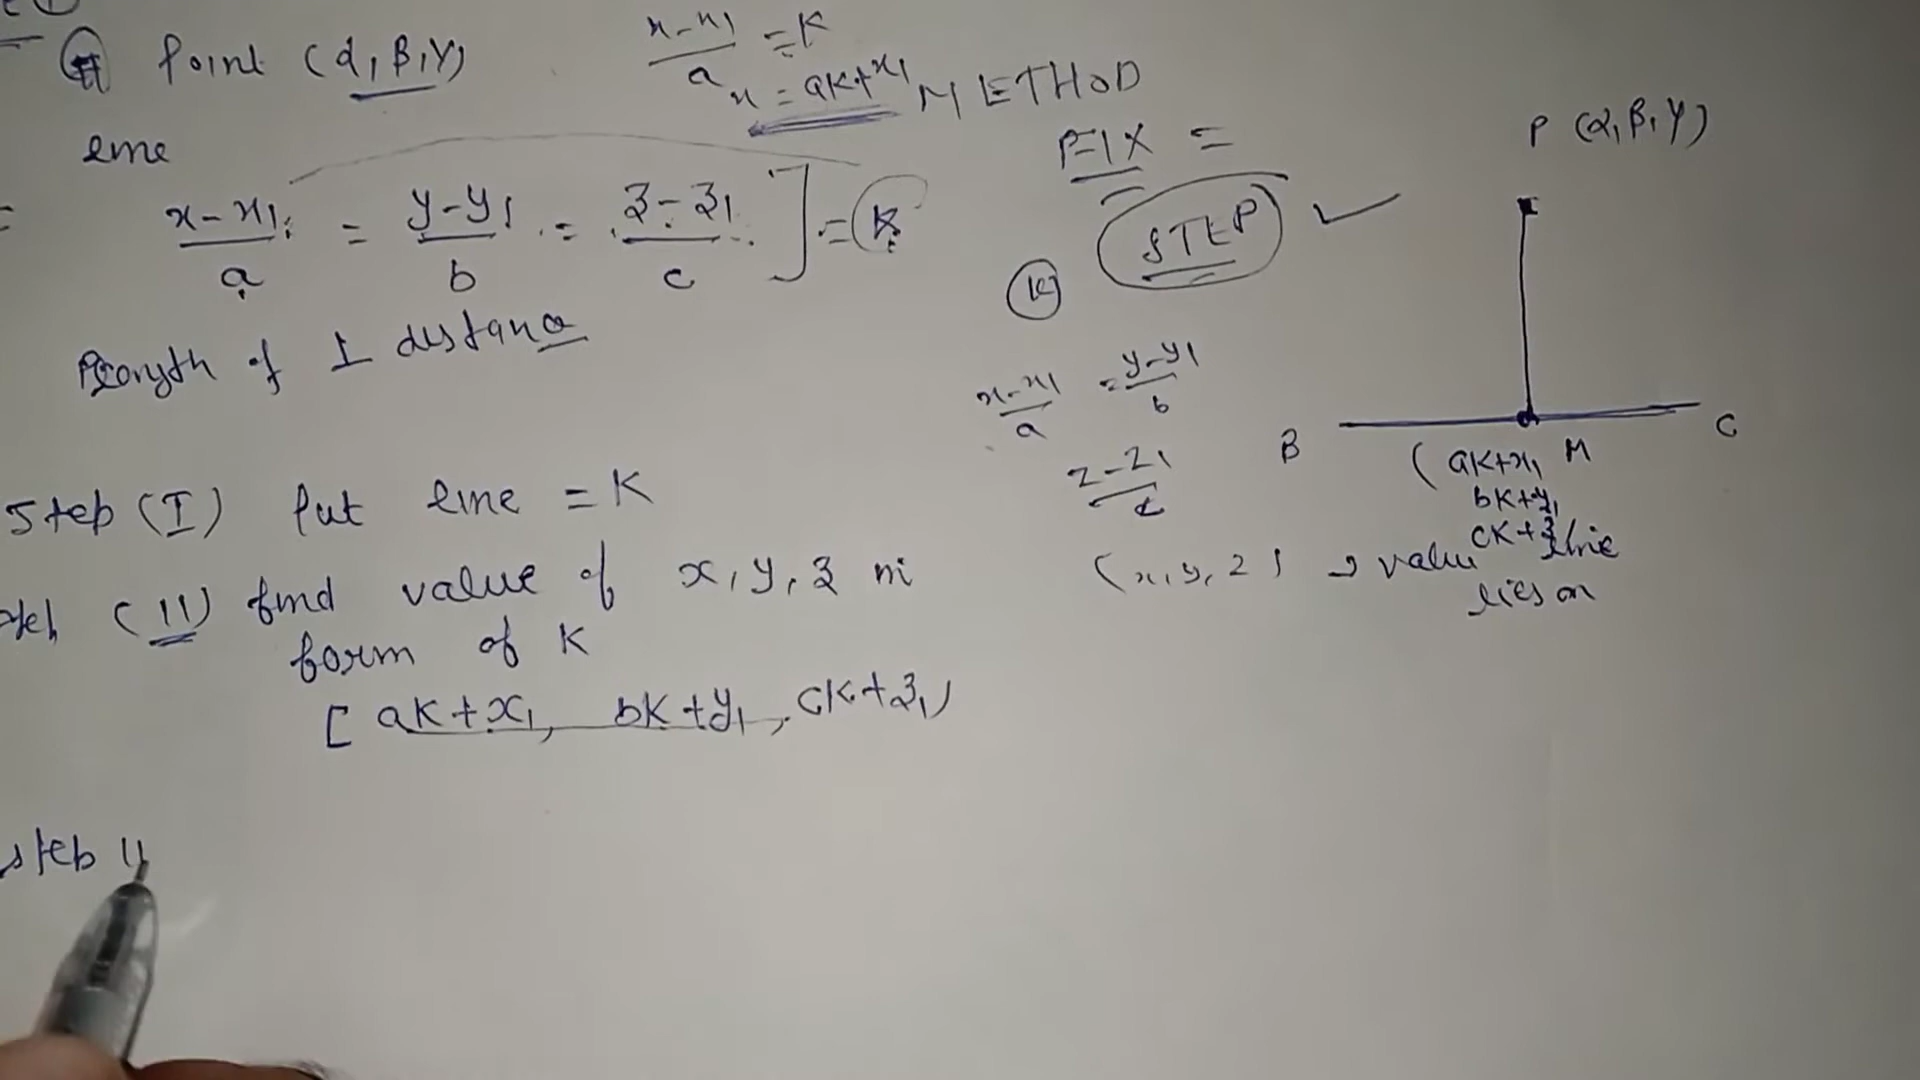 # Point (α, β, γ)
x-x1/a = K
x = aK+x1
METHOD
FIX =
STEP
line
x-x1/a = y-y1/b = z-z1/c ] = K
length of ⊥ distance
K
x-x1/a = y-y1/b
z-z1/c
(x, y, z) → value
P (α, β, γ)
B
C
M
(aK+x1
bK+y1
cK+z1
line
lies on
Step (I) Put line = K
(II) find value of x, y, z in
form of K
[ aK+x1, bK+y1, cK+z1)
step II